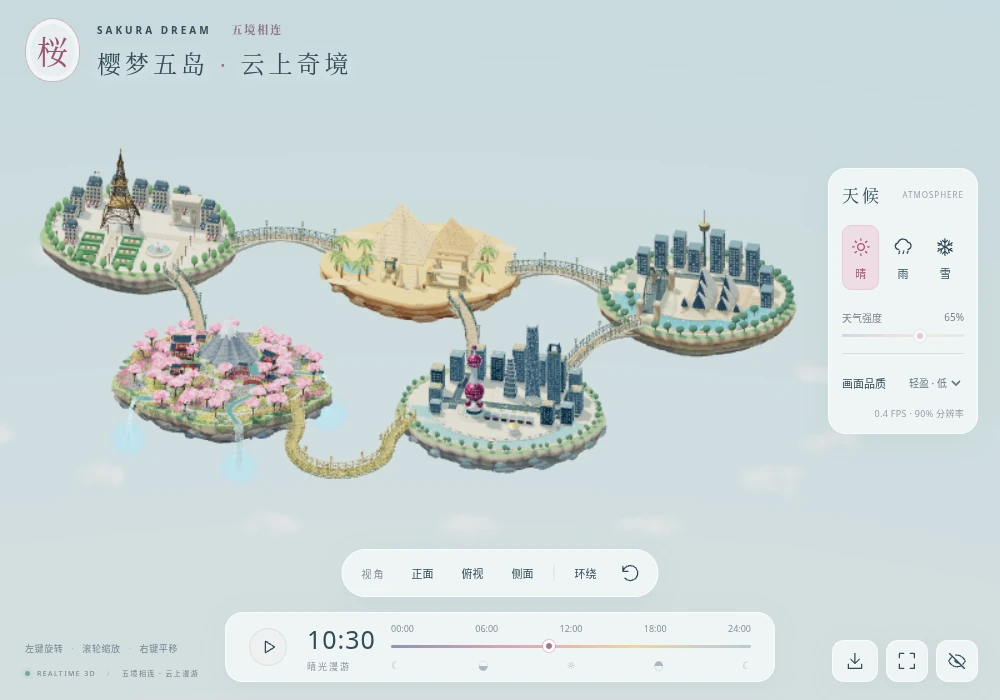 桜
SAKURA DREAM 五境相连
樱梦五岛 · 云上奇境
天候 ATMOSPHERE
晴 雨 雪
天气强度 65%
画面品质 轻盈 · 低
0.4 FPS · 90% 分辨率
视角 正面 俯视 侧面 环绕
10:30
晴光漫游
00:00 06:00 12:00 18:00 24:00
左键旋转 · 滚轮缩放 · 右键平移
REALTIME 3D / 五境相连 · 云上漫游